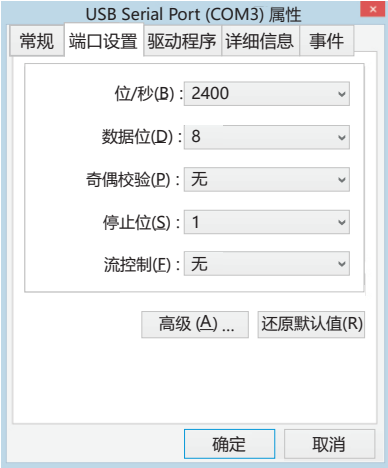 USB Serial Port (COM3) 属性
×
常规 端口设置 驱动程序 详细信息 事件
位/秒(B) : 2400
数据位(D) : 8
奇偶校验(P) : 无
停止位(S) : 1
流控制(F) : 无
高级 (A) ... 还原默认值(R)
确定 取消